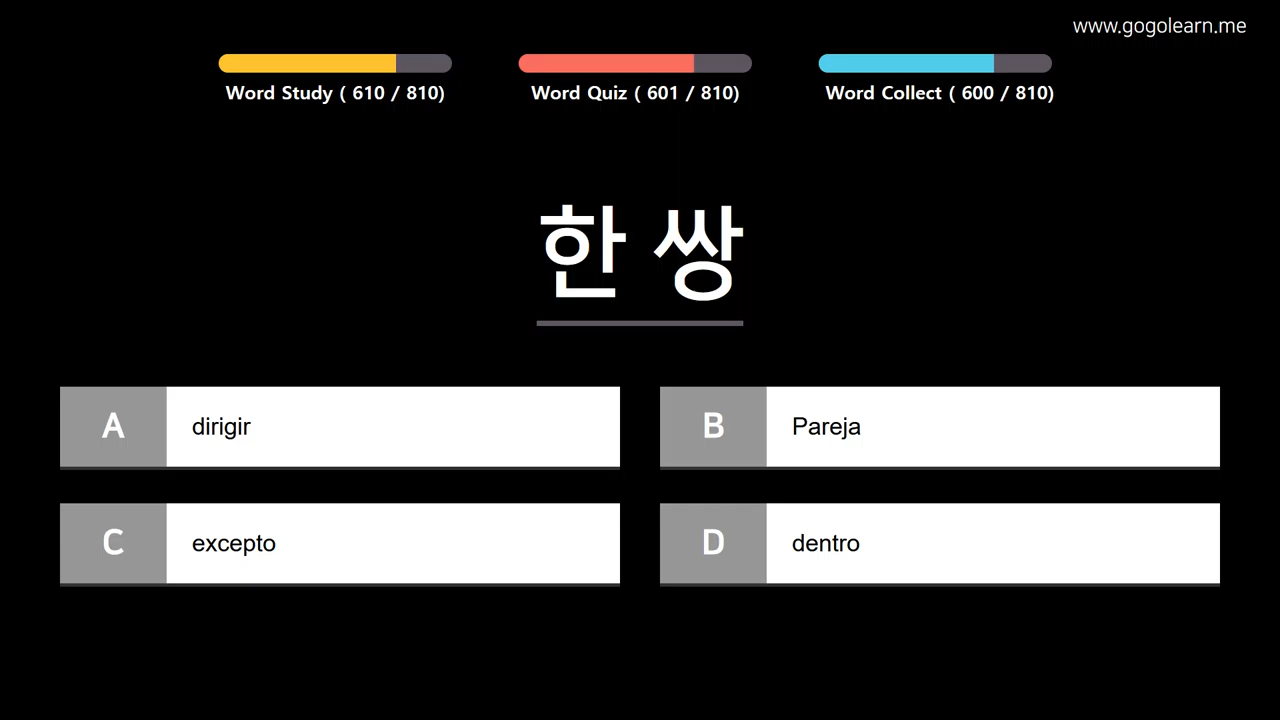 www.gogolearn.me
Word Study ( 610 / 810)
Word Quiz ( 601 / 810)
Word Collect ( 600 / 810)
한 쌍
A dirigir
B Pareja
C excepto
D dentro